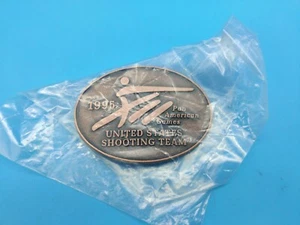 1995
Pan
American
Games
UNITED STATES
SHOOTING TEAM